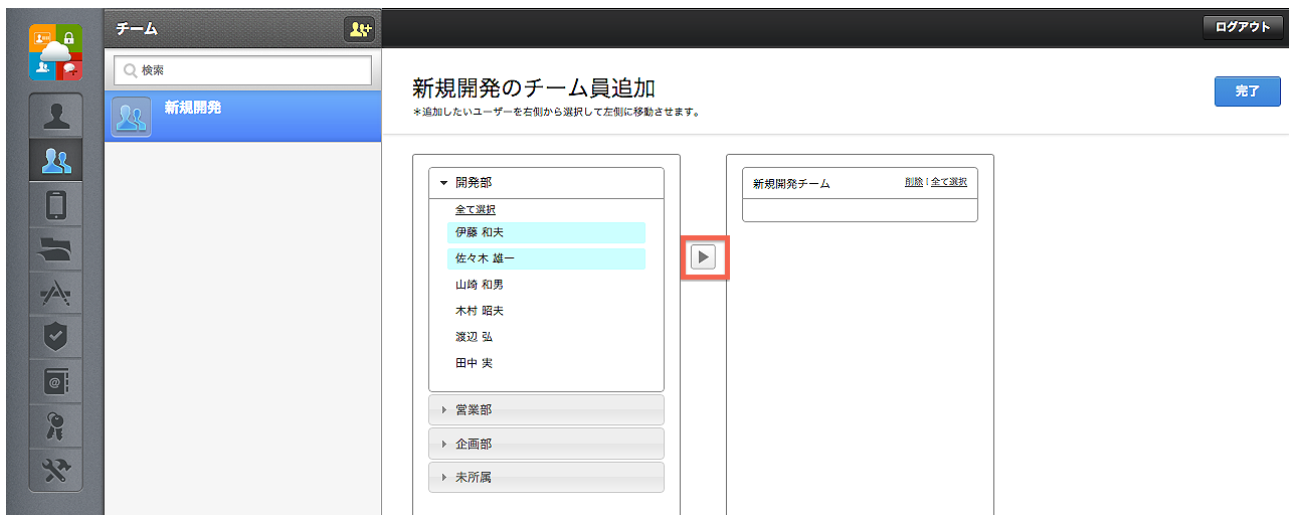 チーム
ログアウト
検索
新規開発
新規開発のチーム員追加
完了
*追加したいユーザーを右側から選択して左側に移動させます。
開発部
全て選択
伊藤 和夫
佐々木 雄一
山崎 和男
木村 昭夫
渡辺 弘
田中 実
営業部
企画部
未所属
新規開発チーム
削除 | 全て選択